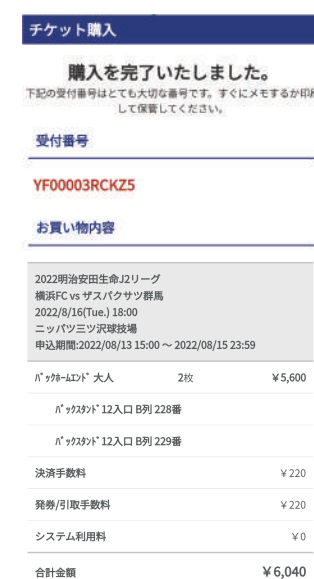 チケット購入
購入を完了いたしました。
下記の受付番号はとても大切な番号です。すぐにメモするか印刷
して保管してください。
受付番号
YF00003RCKZ5
お買い物内容
2022明治安田生命J2リーグ
横浜FC vs ザスパクサツ群馬
2022/8/16(Tue.) 18:00
ニッパツ三ツ沢球技場
申込期間:2022/08/13 15:00 ～ 2022/08/15 23:59
ﾊﾞｯｸﾎｰﾑｴﾝﾄﾞ 大人 2枚 ￥5,600
ﾊﾞｯｸｽﾀﾝﾄﾞ 12入口 B列 228番
ﾊﾞｯｸｽﾀﾝﾄﾞ 12入口 B列 229番
決済手数料 ￥220
発券/引取手数料 ￥220
システム利用料 ￥0
合計金額 ￥6,040